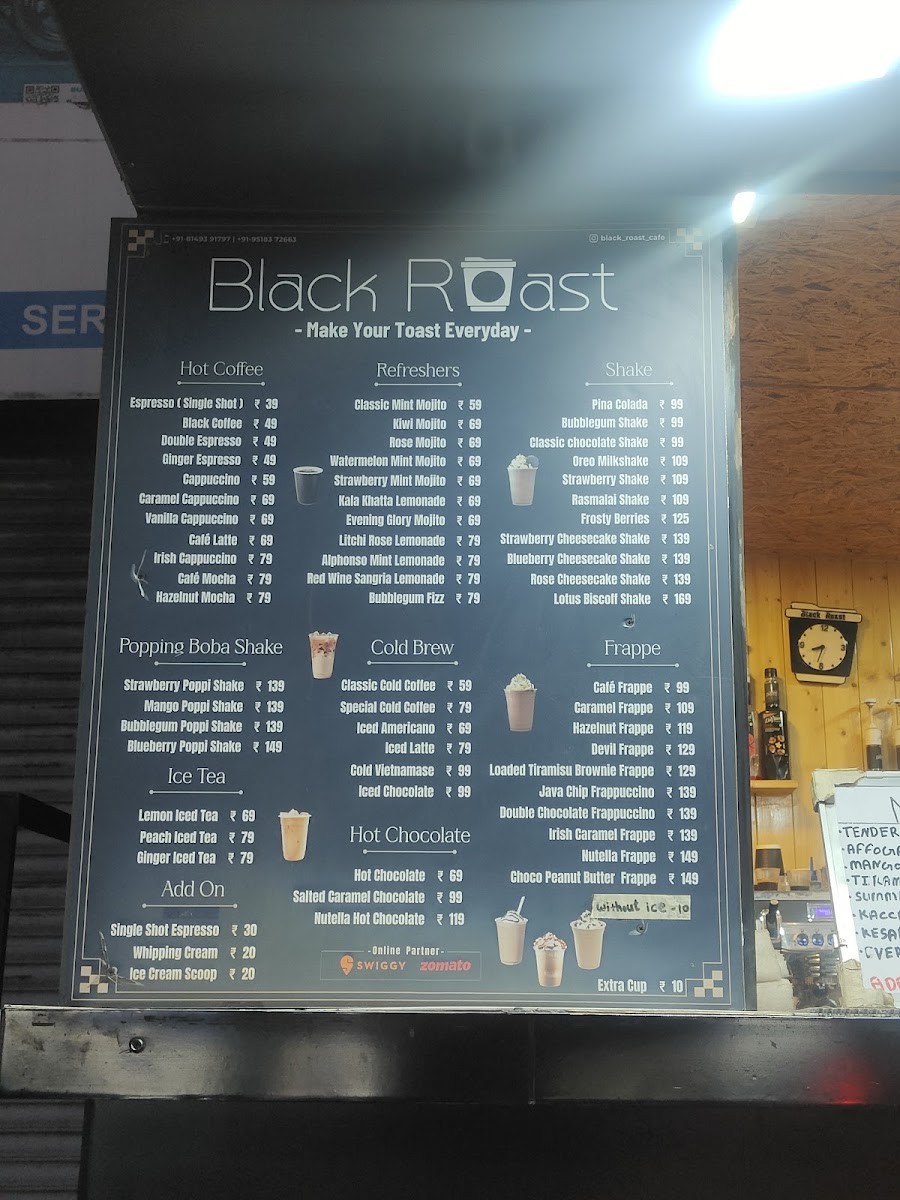 SER
+91-81493 91797 | +91-95183 72683
black_roast_cafe
Black Roast
- Make Your Toast Everyday -
Hot Coffee
Espresso ( Single Shot ) ₹ 39
Black Coffee ₹ 49
Double Espresso ₹ 49
Ginger Espresso ₹ 49
Cappuccino ₹ 59
Caramel Cappuccino ₹ 69
Vanilla Cappuccino ₹ 69
Café Latte ₹ 69
Irish Cappuccino ₹ 79
Café Mocha ₹ 79
Hazelnut Mocha ₹ 79
Refreshers
Classic Mint Mojito ₹ 59
Kiwi Mojito ₹ 69
Rose Mojito ₹ 69
Watermelon Mint Mojito ₹ 69
Strawberry Mint Mojito ₹ 69
Kala Khatta Lemonade ₹ 69
Evening Glory Mojito ₹ 69
Litchi Rose Lemonade ₹ 79
Alphonso Mint Lemonade ₹ 79
Red Wine Sangria Lemonade ₹ 79
Bubblegum Fizz ₹ 79
Shake
Pina Colada ₹ 99
Bubblegum Shake ₹ 99
Classic chocolate Shake ₹ 99
Oreo Milkshake ₹ 109
Strawberry Shake ₹ 109
Rasmalai Shake ₹ 109
Frosty Berries ₹ 125
Strawberry Cheesecake Shake ₹ 139
Blueberry Cheesecake Shake ₹ 139
Rose Cheesecake Shake ₹ 139
Lotus Biscoff Shake ₹ 169
Popping Boba Shake
Strawberry Poppi Shake ₹ 139
Mango Poppi Shake ₹ 139
Bubblegum Poppi Shake ₹ 139
Blueberry Poppi Shake ₹ 149
Ice Tea
Lemon Iced Tea ₹ 69
Peach Iced Tea ₹ 79
Ginger Iced Tea ₹ 79
Add On
Single Shot Espresso ₹ 30
Whipping Cream ₹ 20
Ice Cream Scoop ₹ 20
Cold Brew
Classic Cold Coffee ₹ 59
Special Cold Coffee ₹ 79
Iced Americano ₹ 69
Iced Latte ₹ 79
Cold Vietnamase ₹ 99
Iced Chocolate ₹ 99
Hot Chocolate
Hot Chocolate ₹ 69
Salted Caramel Chocolate ₹ 99
Nutella Hot Chocolate ₹ 119
-Online Partner-
SWIGGY zomato
Frappe
Café Frappe ₹ 99
Caramel Frappe ₹ 109
Hazelnut Frappe ₹ 119
Devil Frappe ₹ 129
Loaded Tiramisu Brownie Frappe ₹ 129
Java Chip Frappuccino ₹ 139
Double Chocolate Frappuccino ₹ 139
Irish Caramel Frappe ₹ 139
Nutella Frappe ₹ 149
Choco Peanut Butter Frappe ₹ 149
without ice -10
Extra Cup ₹ 10
Black Roast
TENDER